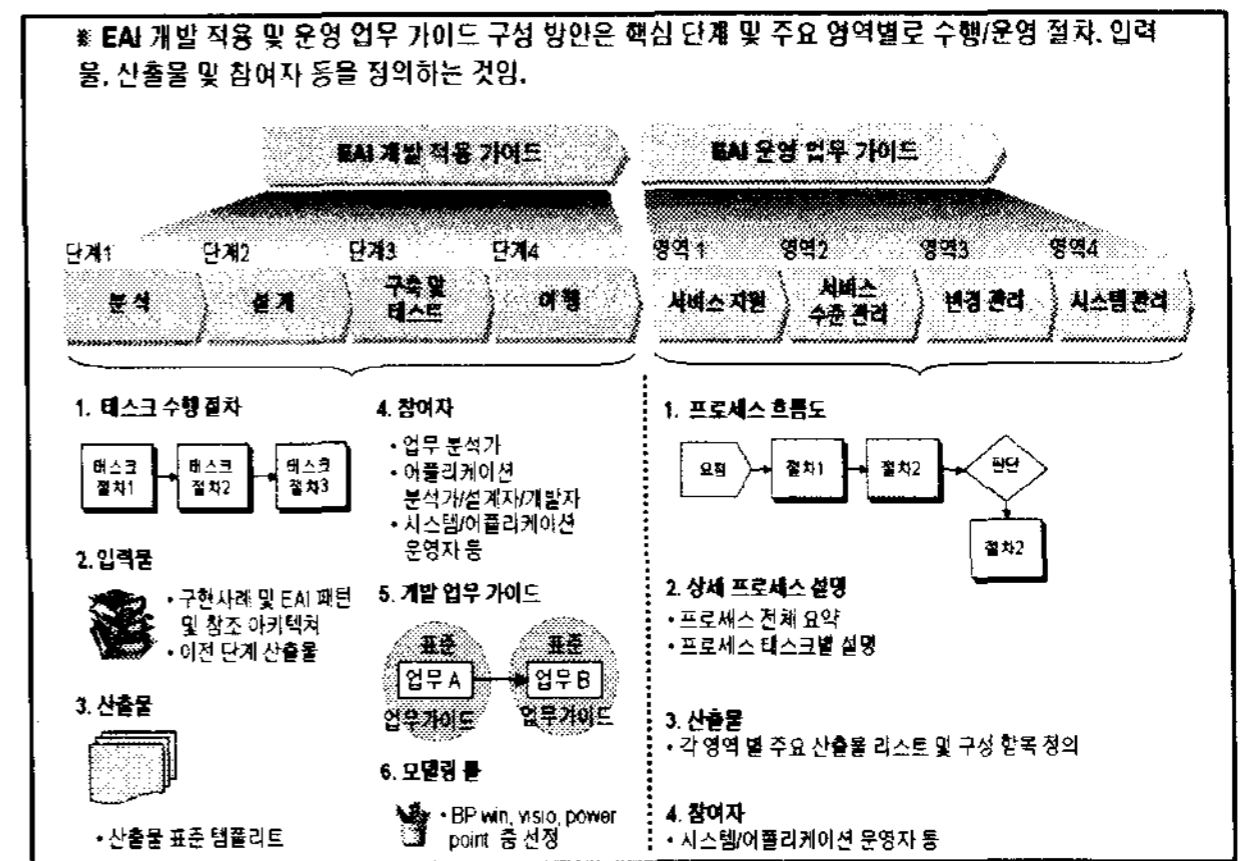 ※ EAI 개발 적용 및 운영 업무 가이드 구성 방안은 핵심 단계 및 주요 영역별로 수행/운영 절차. 입력
물, 산출물 및 참여자 등을 정의하는 것임.
EAI 개발 적용 가이드
EAI 운영 업무 가이드
단계1
단계2
단계3
단계4
영역 1
영역2
영역3
영역4
분석
설계
구축 및
테스트
이행
서비스 지원
서비스
수준 관리
변경 관리
시스템 관리
1. 태스크 수행 절차
태스크
절차1
태스크
절차2
태스크
절차3
2. 입력물
• 구현사례 및 EAI 패턴
및 참조 아키텍쳐
• 이전 단계 산출물
3. 산출물
• 산출물 표준 템플리트
4. 참여자
• 업무 분석가
• 어플리케이션
분석가/설계자/개발자
• 시스템/어플리케이션
운영자 등
5. 개발 업무 가이드
표준
업무 A
업무가이드
표준
업무 B
업무가이드
6. 모델링 툴
• BP win, visio, power
point 중 선정
1. 프로세스 흐름도
요청
절차1
절차2
판단
절차2
2. 상세 프로세스 설명
• 프로세스 전체 요약
• 프로세스 태스크별 설명
3. 산출물
• 각 영역 별 주요 산출물 리스트 및 구성 항목 정의
4. 참여자
• 시스템/어플리케이션 운영자 등